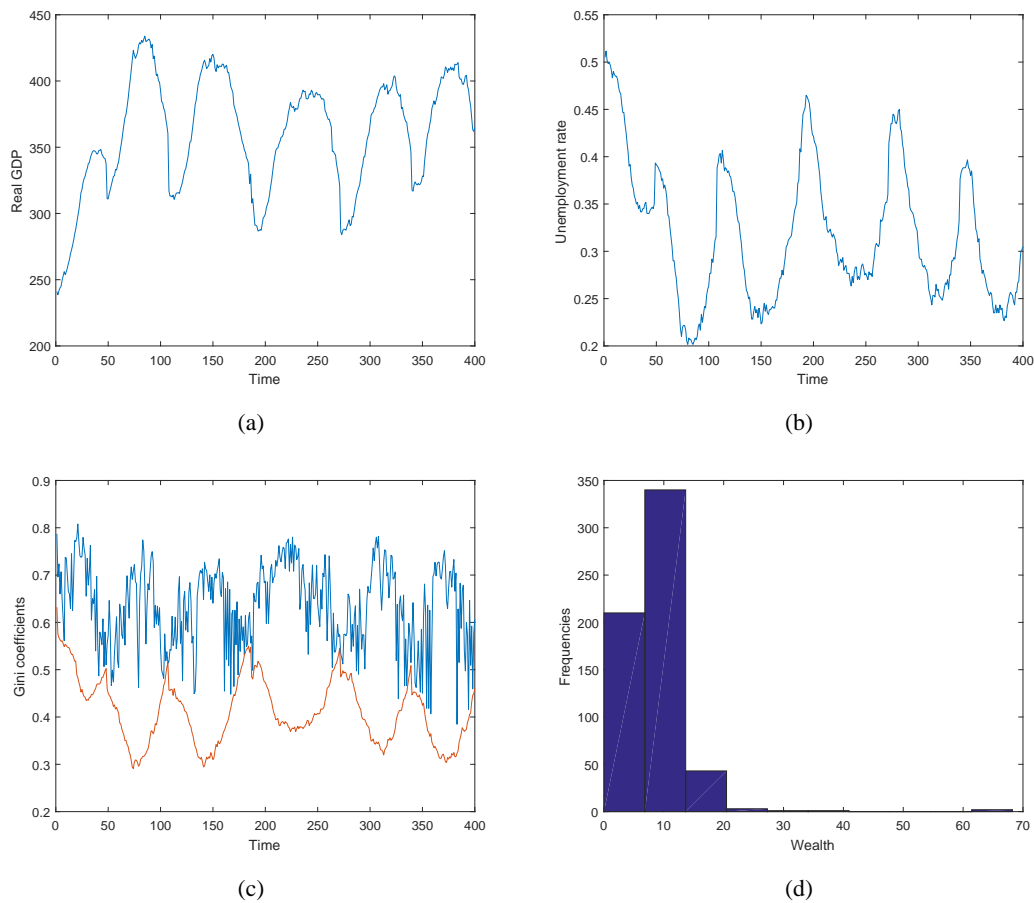 450
400
350
300
250
200
0 50 100 150 200 250 300 350 400
Real GDP
Time
(a)
0.55
0.5
0.45
0.4
0.35
0.3
0.25
0.2
0 50 100 150 200 250 300 350 400
Unemployment rate
Time
(b)
0.9
0.8
0.7
0.6
0.5
0.4
0.3
0.2
0 50 100 150 200 250 300 350 400
Gini coefficients
Time
(c)
350
300
250
200
150
100
50
0
0 10 20 30 40 50 60 70
Frequencies
Wealth
(d)